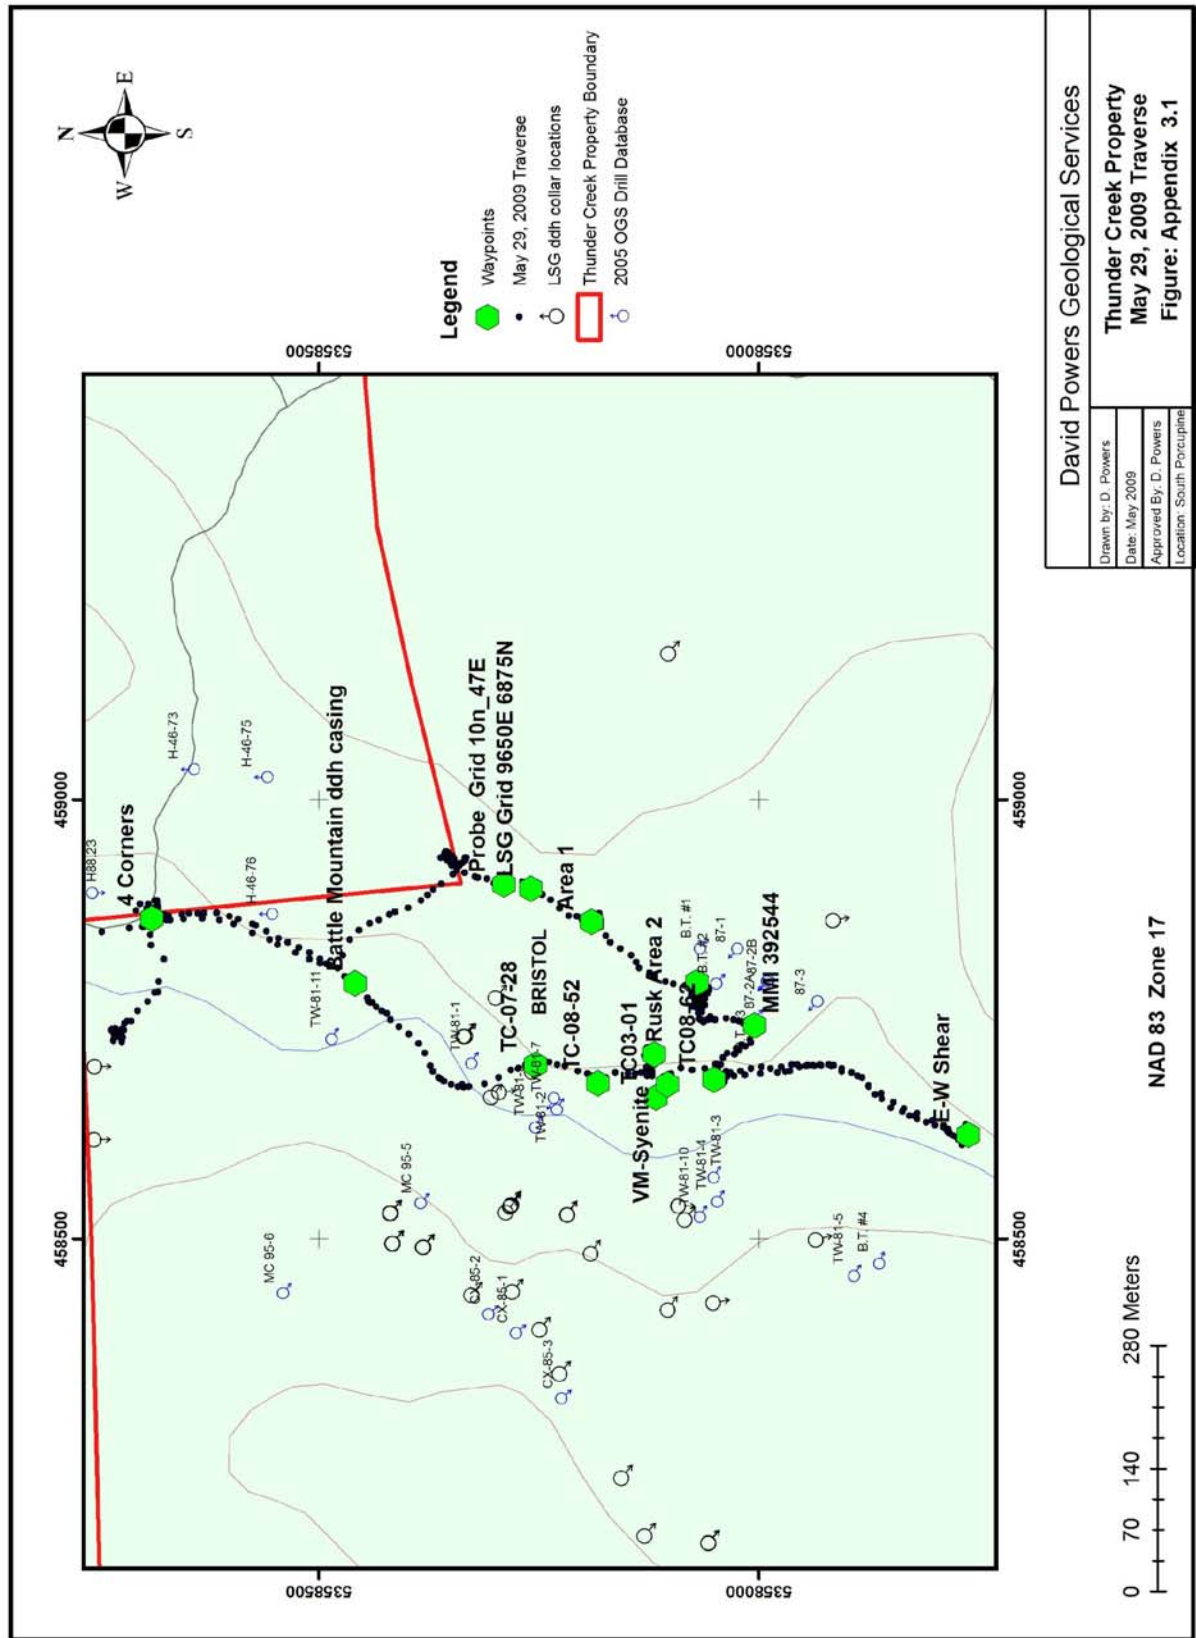 N
W
E
S
Legend
Waypoints
May 29, 2009 Traverse
LSG ddh collar locations
Thunder Creek Property Boundary
2005 OGS Drill Database
459000
458500
5358500
5358000
5358500
5358000
459000
458500
H88.23
4 Corners
H-46-73
H-46-75
H-46-76
Battle Mountain ddh casing
TW-81-11
Probe Grid 10n_47E
LSG Grid 9650E 6875N
Area 1
TW-81-1
TC-07-28
BRISTOL
TC-08-52
TW-81-7
TW-81-2
TC03-01
Rusk Area 2
VM-Syenite
B.T. #1
B.T. #2
87-1
87-2A
87-2B
MMI 392544
87-3
E-W Shear
MC 95-5
MC 95-6
CX-85-2
CX-85-1
CX-85-3
TW-81-10
TW-81-4
TW-81-3
TW-81-5
B.T. #4
0 70 140 280 Meters
NAD 83 Zone 17
David Powers Geological Services
Drawn by: D. Powers
Date: May 2009
Approved By: D. Powers
Location: South Porcupine
Thunder Creek Property
May 29, 2009 Traverse
Figure: Appendix 3.1